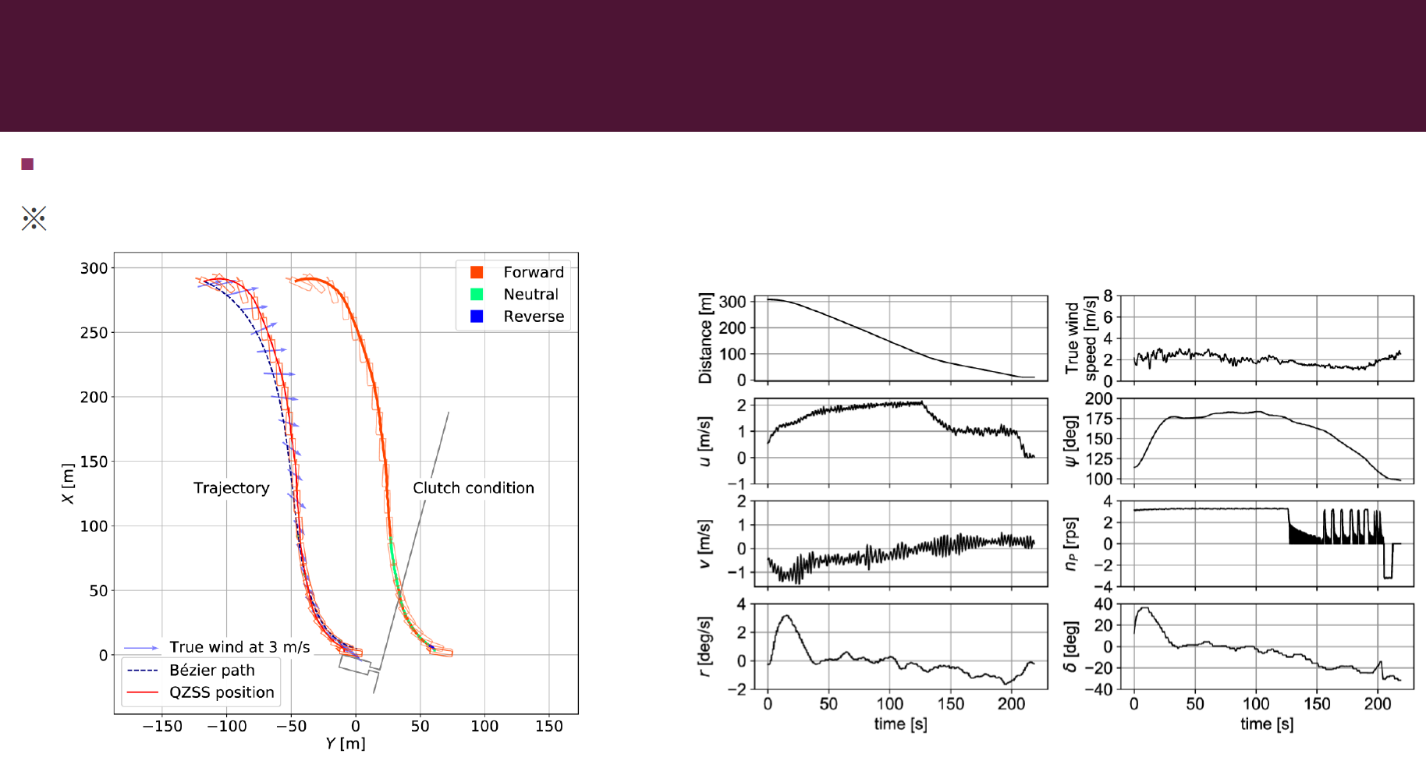 ■
※
300
250
200
150
100
50
0
X [m]
−150 −100 −50 0 50 100 150
Y [m]
Forward
Neutral
Reverse
Trajectory
Clutch condition
True wind at 3 m/s
Bézier path
QZSS position
Distance [m]
300
200
100
0
True wind
speed [m/s]
8
6
4
2
0
u [m/s]
2
1
0
−1
ψ [deg]
200
175
150
125
100
v [m/s]
2
1
0
−1
n_P [rps]
4
2
0
−2
−4
r [deg/s]
4
2
0
−2
δ [deg]
40
20
0
−20
−40
0 50 100 150 200
time [s]
0 50 100 150 200
time [s]